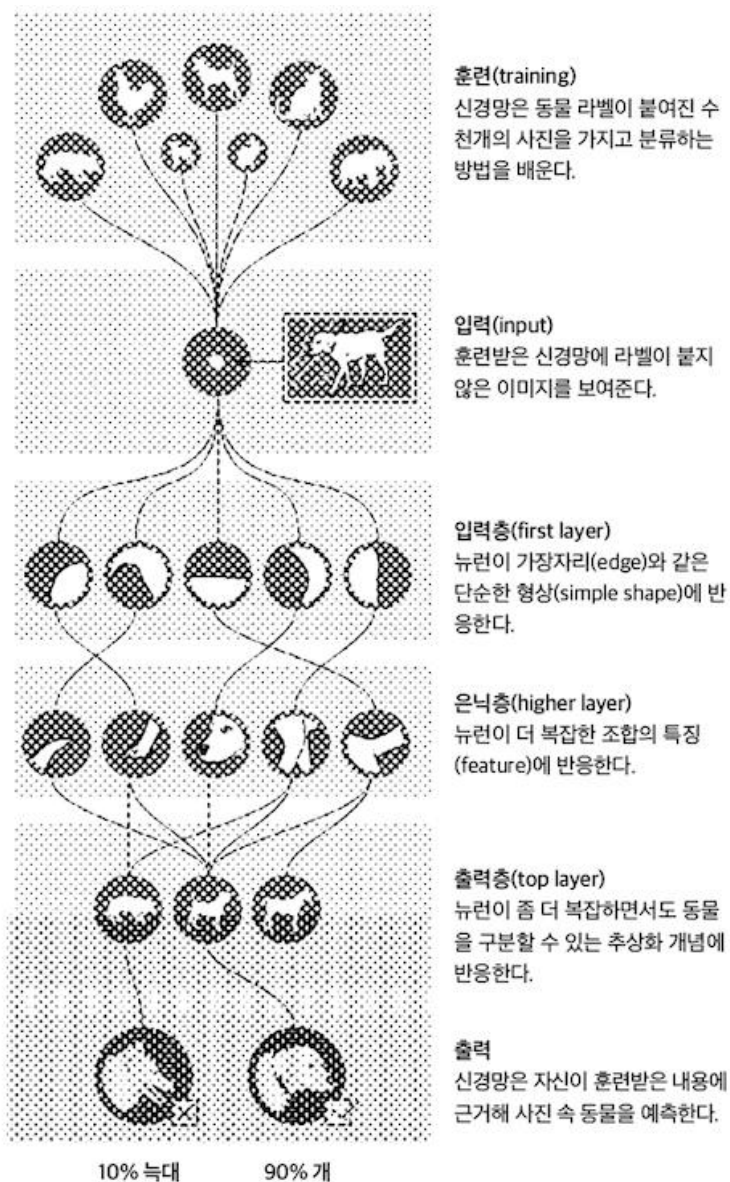 훈련(training)
신경망은 동물 라벨이 붙여진 수
천개의 사진을 가지고 분류하는
방법을 배운다.
입력(input)
훈련받은 신경망에 라벨이 붙지
않은 이미지를 보여준다.
입력층(first layer)
뉴런이 가장자리(edge)와 같은
단순한 형상(simple shape)에 반
응한다.
은닉층(higher layer)
뉴런이 더 복잡한 조합의 특징
(feature)에 반응한다.
출력층(top layer)
뉴런이 좀 더 복잡하면서도 동물
을 구분할 수 있는 추상화 개념에
반응한다.
출력
신경망은 자신이 훈련받은 내용에
근거해 사진 속 동물을 예측한다.
10% 늑대
90% 개